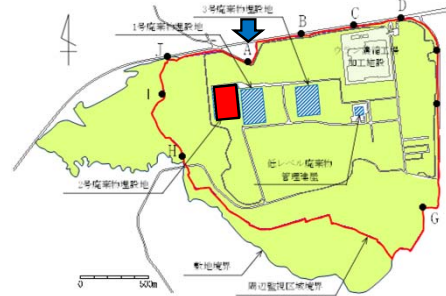 3号廃棄物埋設地
1号廃棄物埋設地
A
B
C
D
ウラン濃縮工場
加工施設
J
I
H
2号廃棄物埋設地
低レベル廃棄物
管理建屋
G
敷地境界
周辺監視区域境界
0
500m